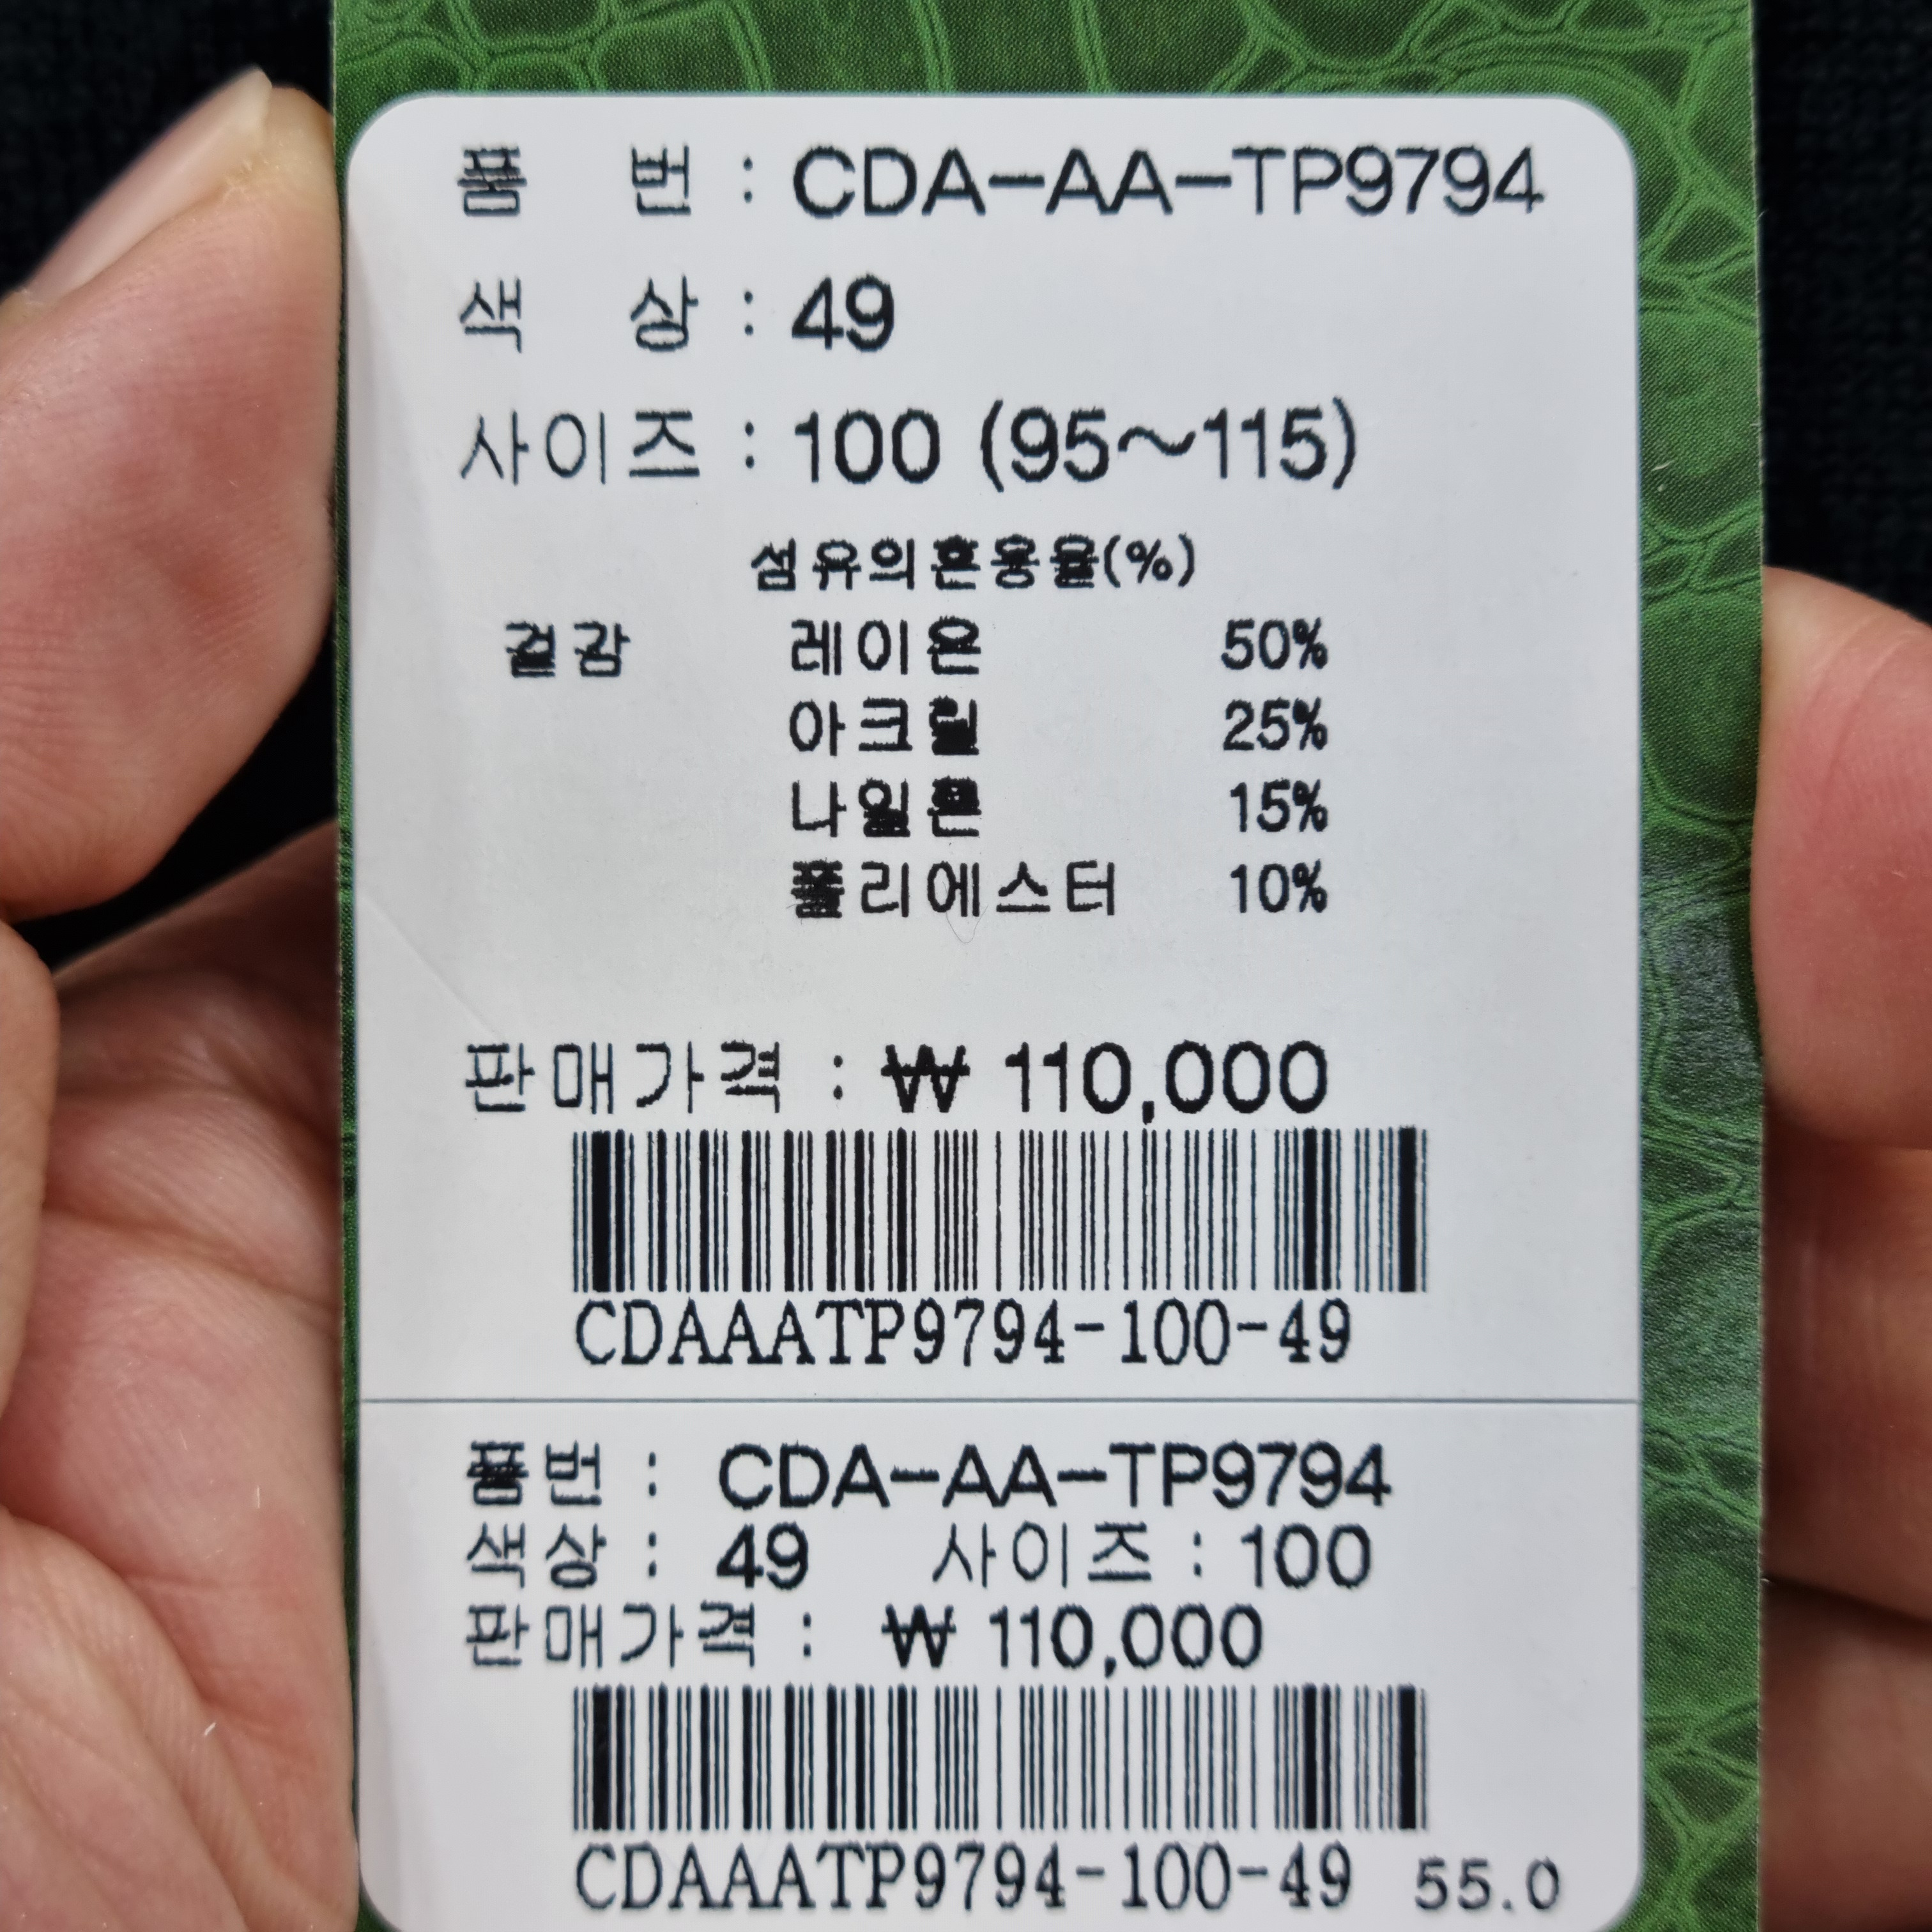 품 번 : CDA-AA-TP9794
색 상 : 49
사이즈 : 100 (95~115)
섬유의혼용율(%)
겉감 레이온 50%
아크릴 25%
나일론 15%
폴리에스터 10%
판매가격 : ₩ 110,000
CDAAATP9794-100-49
품번 : CDA-AA-TP9794
색상 : 49 사이즈 : 100
판매가격 : ₩ 110,000
CDAAATP9794-100-49 55.0